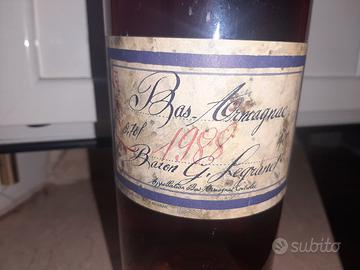 Bas-Armagnac
1988
Baron G. Legrand
Appellation Bas Armagnac Contrôlée
subito